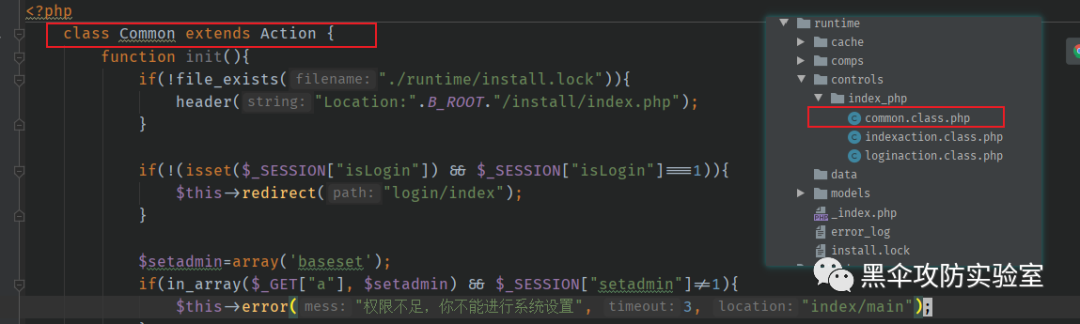 <?php
class Common extends Action {
function init(){
if(!file_exists( filename: "./runtime/install.lock")){
header( string: "Location:".B_ROOT."/install/index.php");
}
if(!(isset($_SESSION["isLogin"]) && $_SESSION["isLogin"]===1)){
$this->redirect( path: "login/index");
}
$setadmin=array('baseset');
if(in_array($_GET["a"], $setadmin) && $_SESSION["setadmin"]!=1){
$this->error( mess: "权限不足，你不能进行系统设置", timeout: 3, location: "index/main");
runtime
cache
comps
controls
index_php
common.class.php
indexaction.class.php
loginaction.class.php
data
models
_index.php
error_log
install.lock
黑伞攻防实验室